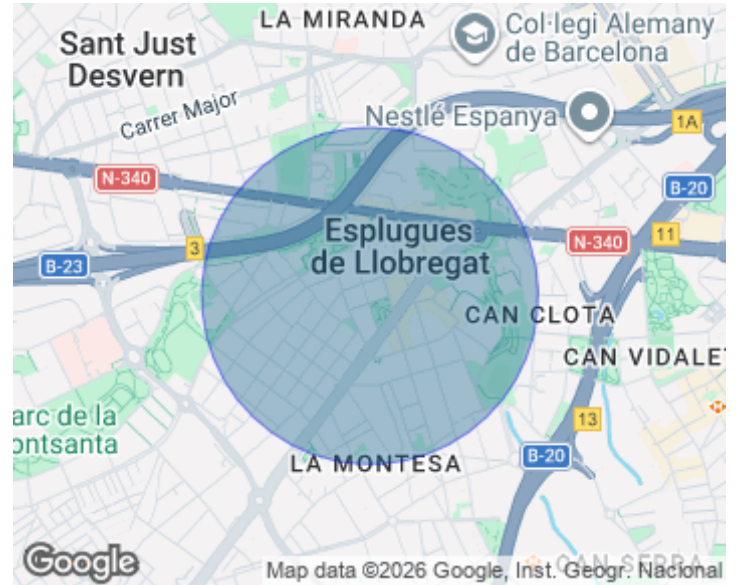 LA MIRANDA
Col·legi Alemany
de Barcelona
Sant Just
Desvern
Carrer Major
Nestlé Espanya
1A
N-340
B-20
Esplugues
de Llobregat
3
N-340
11
B-23
CAN CLOTA
CAN VIDALET
arc de la
ontsanta
13
LA MONTESA
B-20
CAN SERRA
Google
Map data ©2026 Google, Inst. Geogr. Nacional